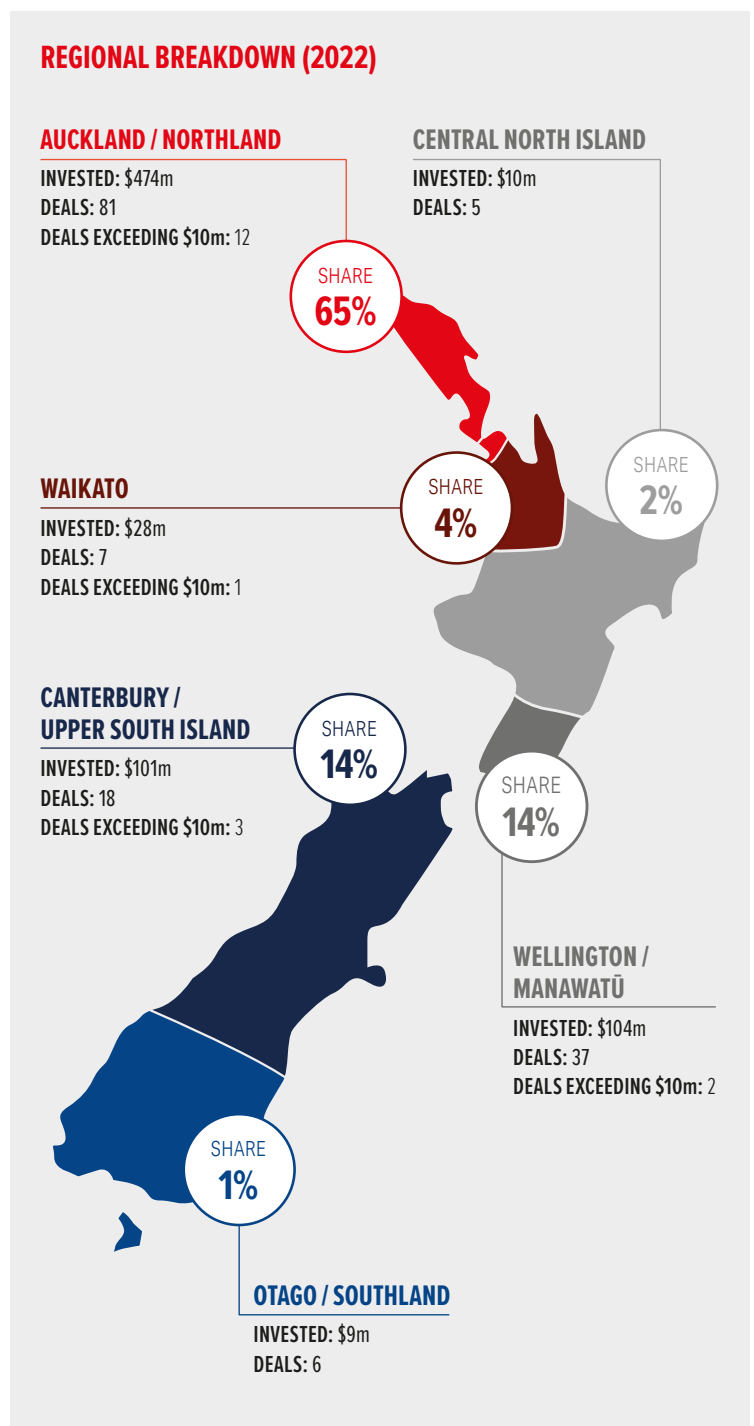 REGIONAL BREAKDOWN (2022)
AUCKLAND / NORTHLAND
INVESTED: $474m
DEALS: 81
DEALS EXCEEDING $10m: 12
SHARE
65%
CENTRAL NORTH ISLAND
INVESTED: $10m
DEALS: 5
SHARE
2%
WAIKATO
INVESTED: $28m
DEALS: 7
DEALS EXCEEDING $10m: 1
SHARE
4%
CANTERBURY /
UPPER SOUTH ISLAND
INVESTED: $101m
DEALS: 18
DEALS EXCEEDING $10m: 3
SHARE
14%
SHARE
14%
WELLINGTON /
MANAWATŪ
INVESTED: $104m
DEALS: 37
DEALS EXCEEDING $10m: 2
SHARE
1%
OTAGO / SOUTHLAND
INVESTED: $9m
DEALS: 6